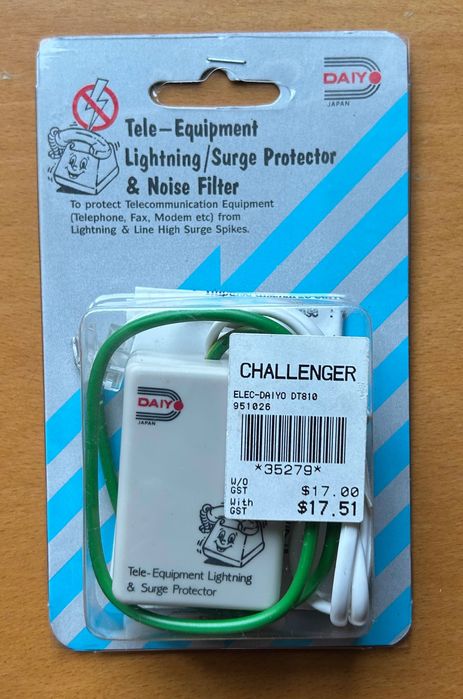 DAIYO
JAPAN
Tele-Equipment
Lightning/Surge Protector
& Noise Filter
To protect Telecommunication Equipment
(Telephone, Fax, Modem etc) from
Lightning & Line High Surge Spikes.
CHALLENGER
ELEC-DAIYO DT810
951026
*35279*
W/O
GST
$17.00
With
GST
$17.51
DAIYO
JAPAN
Tele-Equipment Lightning
& Surge Protector